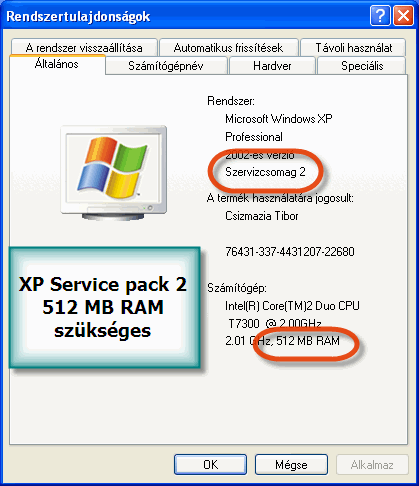 Rendszertulajdonságok
A rendszer visszaállítása
Automatikus frissítések
Távoli használat
Általános
Számítógépnév
Hardver
Speciális
Rendszer:
Microsoft Windows XP
Professional
2002-es verzió
Szervizcsomag 2
A termék használatára jogosult:
Csizmazia Tibor
76431-337-4431207-22680
XP Service pack 2
512 MB RAM
szükséges
Számítógép:
Intel(R) Core(TM)2 Duo CPU
T7300 @ 2.00GHz
2.01 GHz, 512 MB RAM
OK
Mégse
Alkalmaz